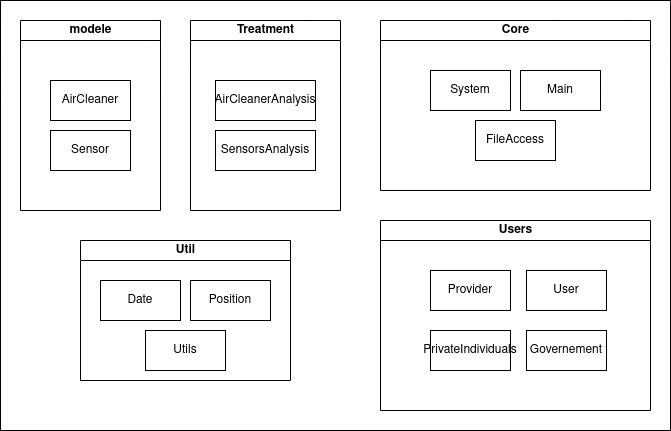 modele
Treatment
Core
AirCleaner
AirCleanerAnalysis
System
Main
Sensor
SensorsAnalysis
FileAccess
Util
Users
Date
Position
Utils
Provider
User
PrivateIndividuals
Governement